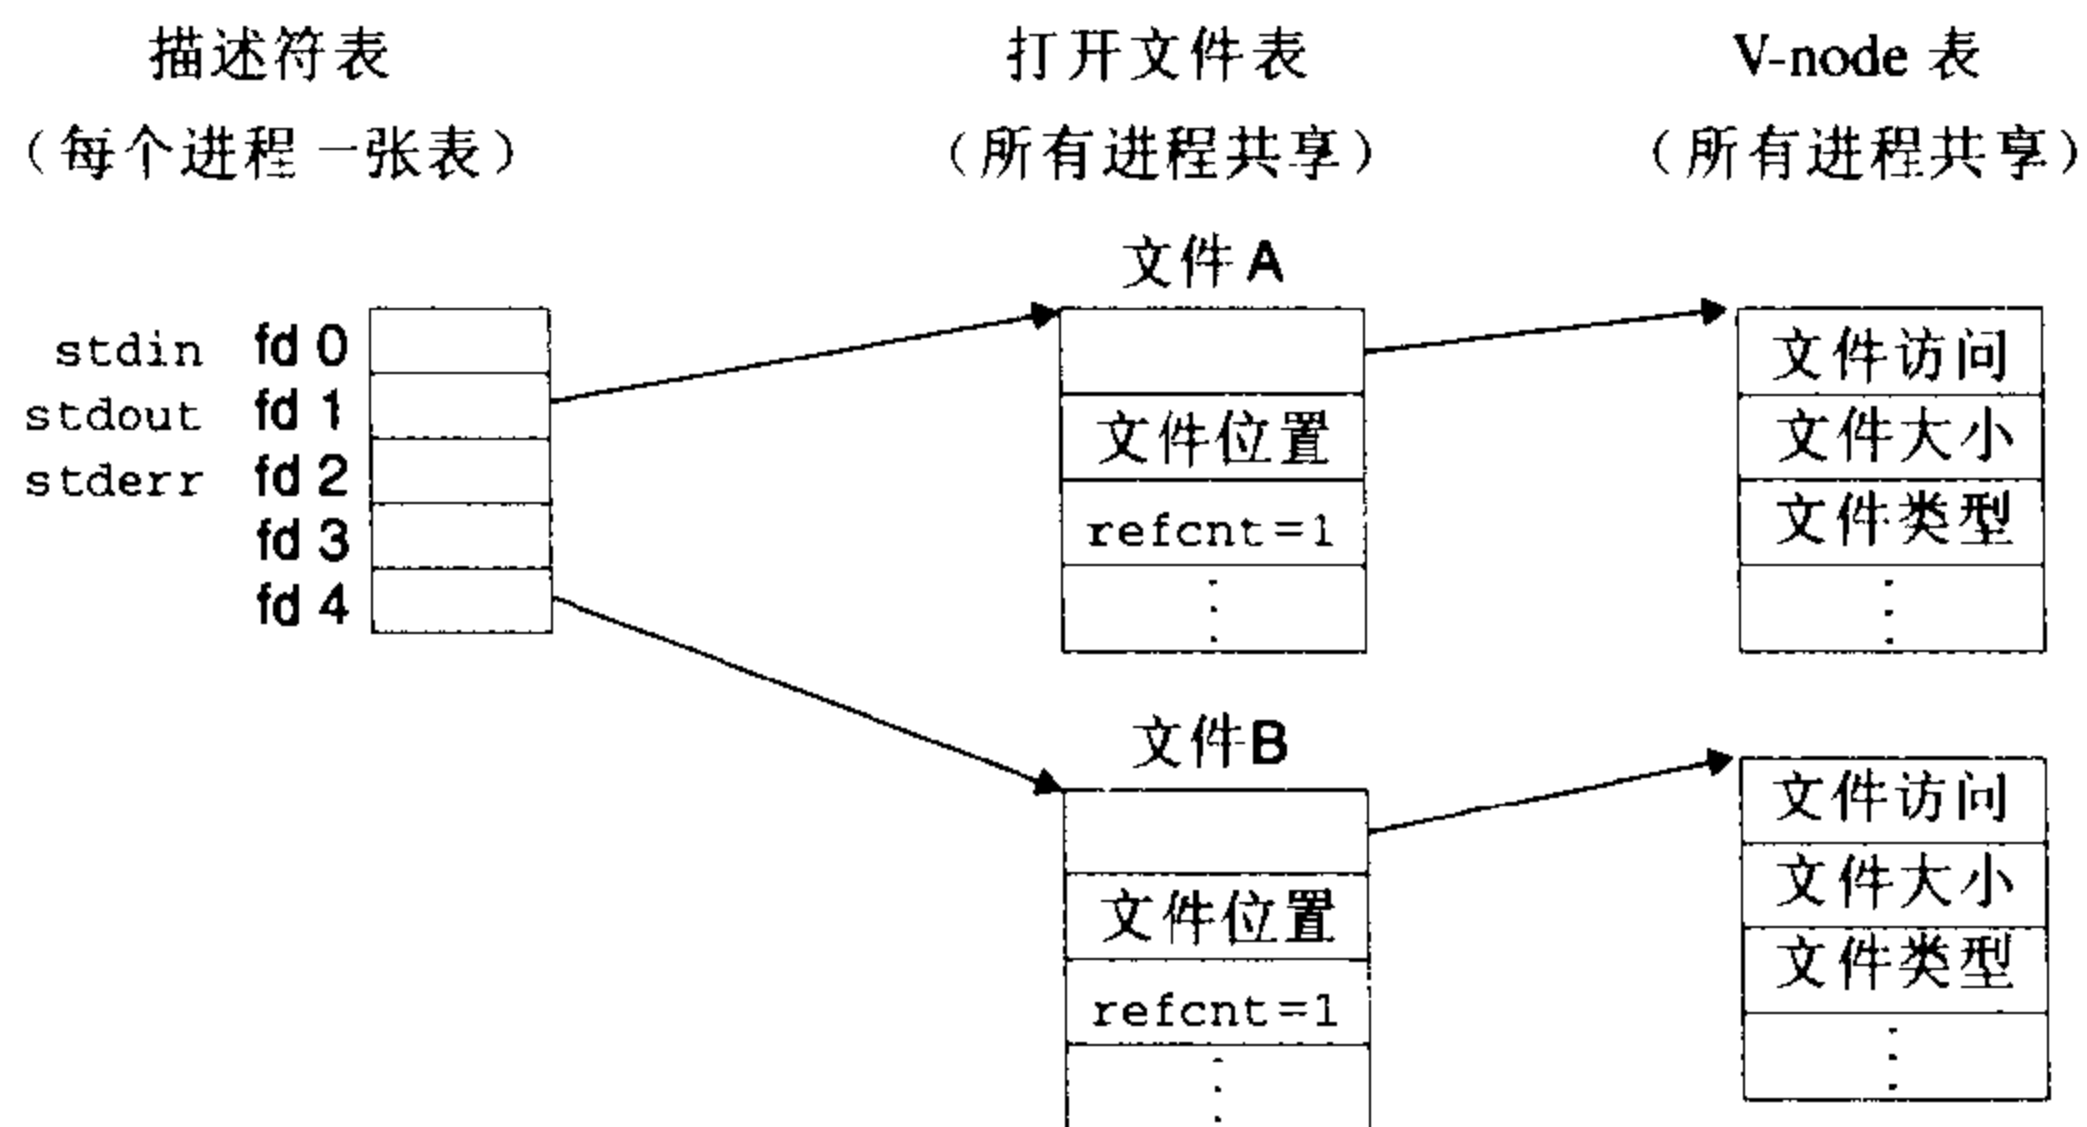 描述符表
（每个进程一张表）
打开文件表
（所有进程共享）
V-node 表
（所有进程共享）
stdin fd 0
stdout fd 1
stderr fd 2
fd 3
fd 4
文件 A
文件位置
refcnt=1
文件访问
文件大小
文件类型
文件B
文件位置
refcnt=1
文件访问
文件大小
文件类型